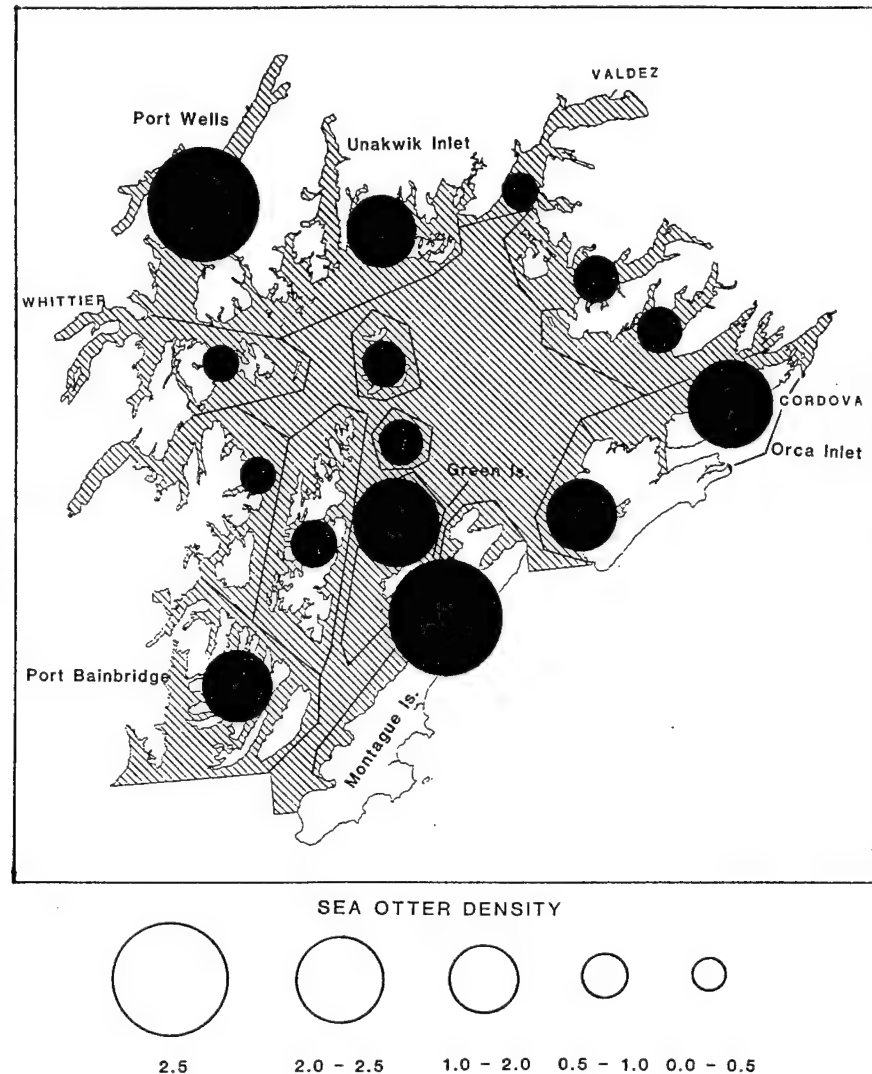 VALDEZ
Port Wells
Unakwik Inlet
WHITTIER
CORDOVA
Orca Inlet
Green Is.
Port Bainbridge
Montague Is.
SEA OTTER DENSITY
2.5 2.0 - 2.5 1.0 - 2.0 0.5 - 1.0 0.0 - 0.5